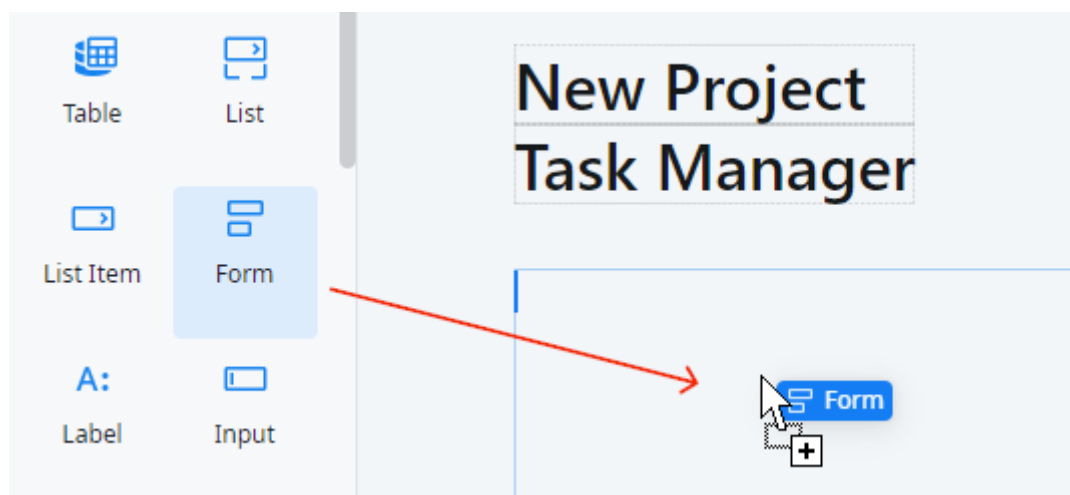 Table
List
New Project
Task Manager
List Item
Form
Form
A:
Label
Input